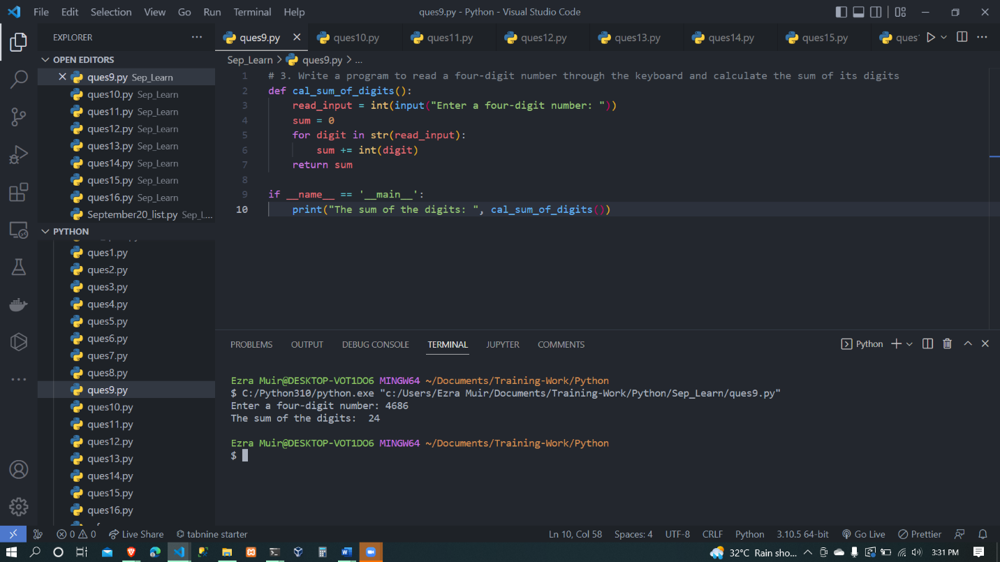 File Edit Selection View Go Run Terminal Help
ques9.py - Python - Visual Studio Code
EXPLORER
OPEN EDITORS
ques9.py Sep_Learn
ques10.py Sep_Learn
ques11.py Sep_Learn
ques12.py Sep_Learn
ques13.py Sep_Learn
ques14.py Sep_Learn
ques15.py Sep_Learn
ques16.py Sep_Learn
September20_list.py Sep_L...
PYTHON
ques1.py
ques2.py
ques3.py
ques4.py
ques5.py
ques6.py
ques7.py
ques8.py
ques9.py
ques10.py
ques11.py
ques12.py
ques13.py
ques14.py
ques15.py
ques16.py
ques9.py ques10.py ques11.py ques12.py ques13.py ques14.py ques15.py ques
Sep_Learn > ques9.py > ...
1 # 3. Write a program to read a four-digit number through the keyboard and calculate the sum of its digits
2 def cal_sum_of_digits():
3 read_input = int(input("Enter a four-digit number: "))
4 sum = 0
5 for digit in str(read_input):
6 sum += int(digit)
7 return sum
8
9 if __name__ == '__main__':
10 print("The sum of the digits: ", cal_sum_of_digits())
PROBLEMS OUTPUT DEBUG CONSOLE TERMINAL JUPYTER COMMENTS
Python
Ezra Muir@DESKTOP-VOT1DO6 MINGW64 ~/Documents/Training-Work/Python
$ C:/Python310/python.exe "c:/Users/Ezra Muir/Documents/Training-Work/Python/Sep_Learn/ques9.py"
Enter a four-digit number: 4686
The sum of the digits:  24
Ezra Muir@DESKTOP-VOT1DO6 MINGW64 ~/Documents/Training-Work/Python
$
0 0 Live Share tabnine starter
Ln 10, Col 58 Spaces: 4 UTF-8 CRLF Python 3.10.5 64-bit Go Live Prettier
32°C Rain sho... 3:31 PM